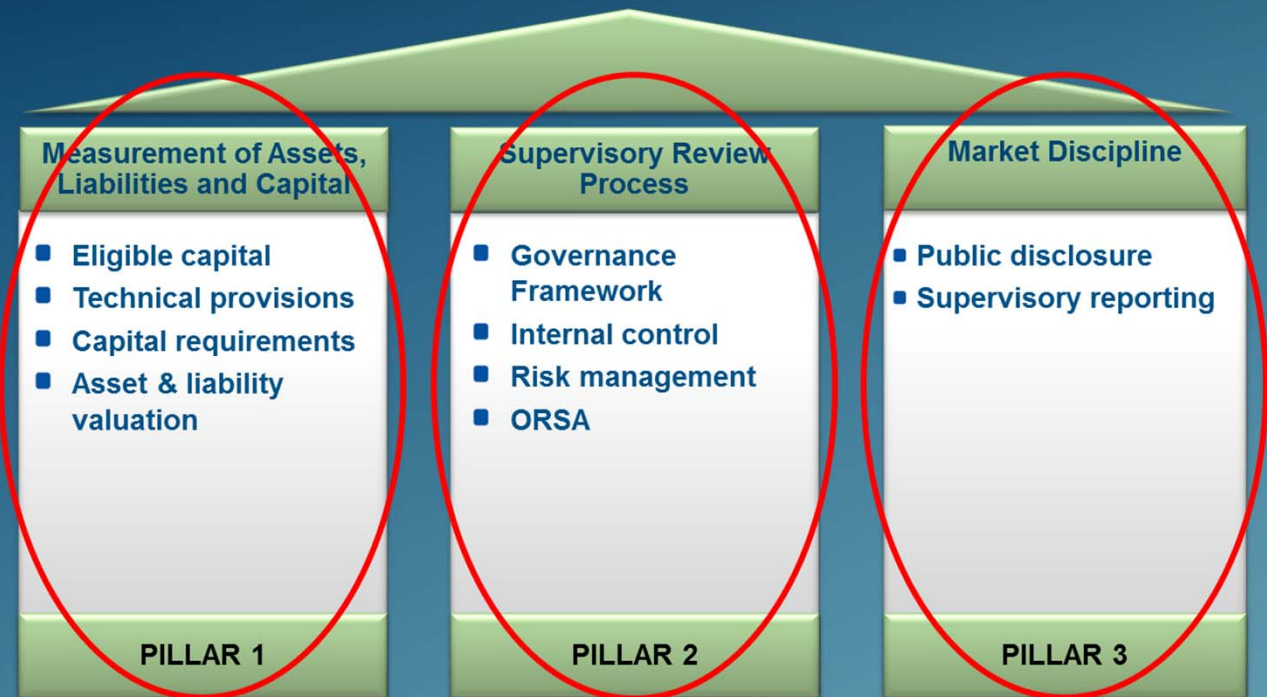 Measurement of Assets,
Liabilities and Capital
■ Eligible capital
■ Technical provisions
■ Capital requirements
■ Asset & liability
valuation
PILLAR 1
Supervisory Review
Process
■ Governance
Framework
■ Internal control
■ Risk management
■ ORSA
PILLAR 2
Market Discipline
■ Public disclosure
■ Supervisory reporting
PILLAR 3